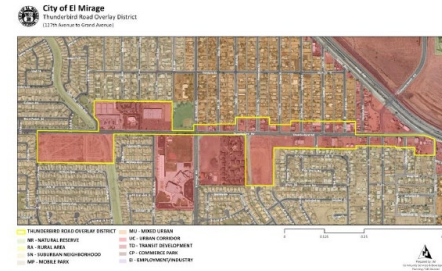 City of El Mirage
Thunderbird Road Overlay District
(127th Avenue to Grand Avenue)
THUNDERBIRD ROAD OVERLAY DISTRICT
NR - NATURAL RESERVE
RA - RURAL AREA
SN - SUBURBAN NEIGHBORHOOD
MP - MOBILE PARK
MU - MIXED URBAN
UC - URBAN CORRIDOR
TD - TRANSIT DEVELOPMENT
CP - COMMERCE PARK
EI - EMPLOYMENT/INDUSTRY